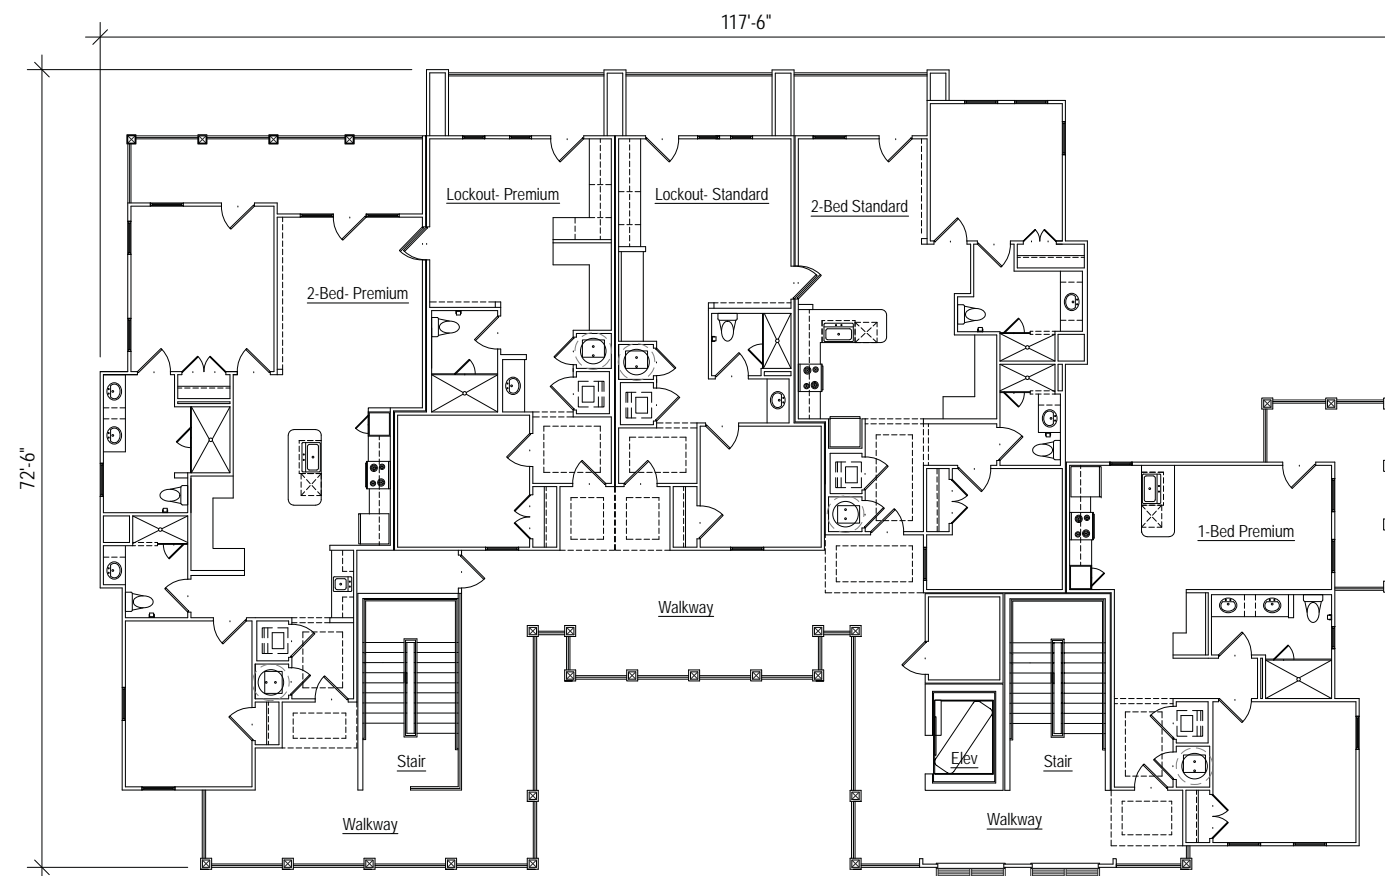 117'-6"
Lockout- Premium
Lockout- Standard
2-Bed Standard
2-Bed- Premium
72'-6"
1-Bed Premium
Walkway
Stair
Elev
Stair
Walkway
Walkway